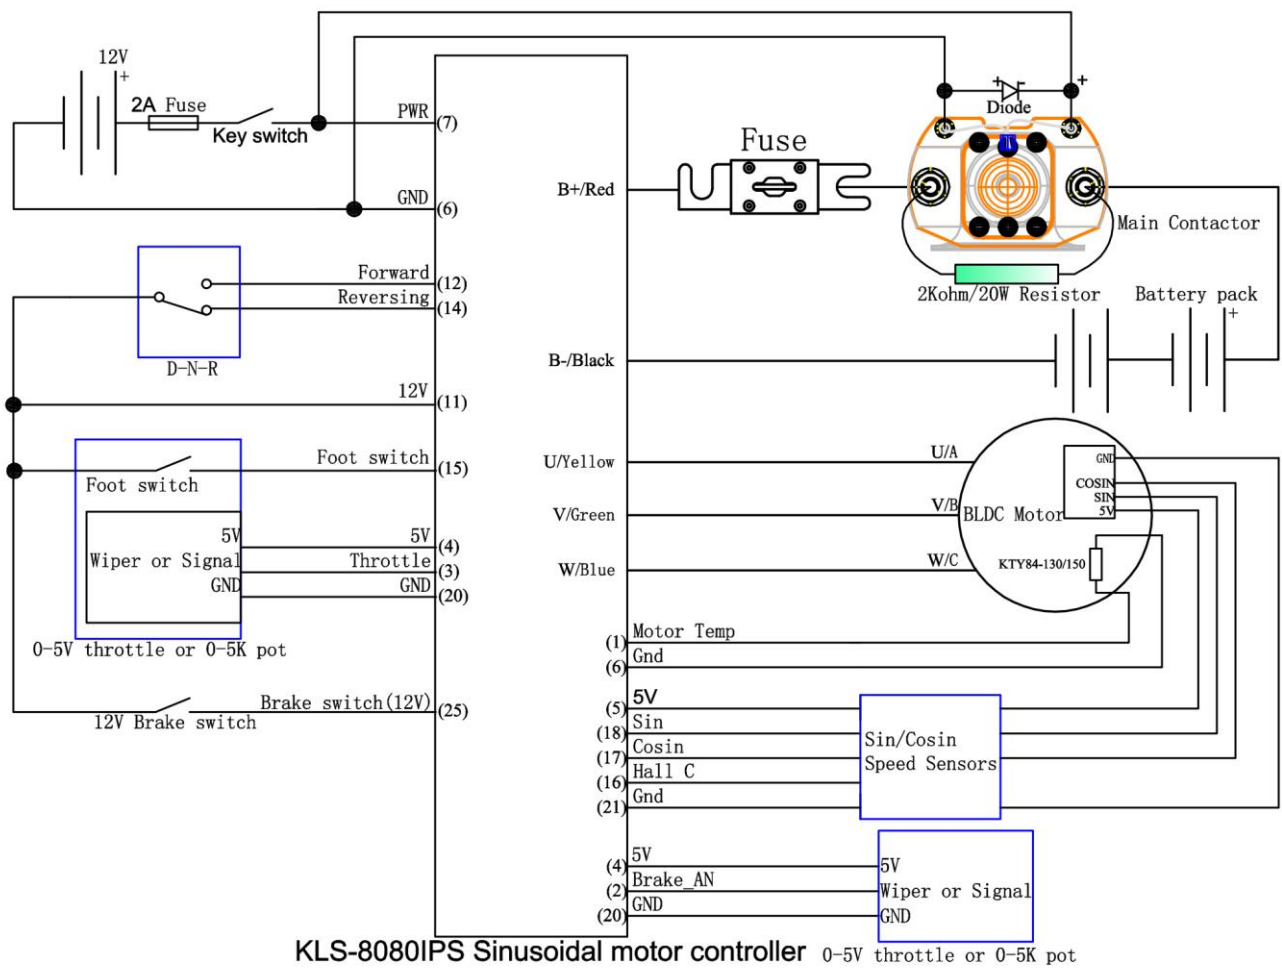 12V
+
2A Fuse
Key switch
PWR
(7)
GND
(6)
Forward
(12)
Reversing
(14)
D-N-R
12V
(11)
Foot switch
(15)
Foot switch
5V
5V
(4)
Wiper or Signal
Throttle
(3)
GND
GND
(20)
0-5V throttle or 0-5K pot
Brake switch(12V)
(25)
12V Brake switch
B+/Red
Fuse
+
Diode
+
Main Contactor
2Kohm/20W Resistor
Battery pack
+
B-/Black
U/Yellow
U/A
V/Green
V/B
W/Blue
W/C
BLDC Motor
GND
COSIN
SIN
5V
KTY84-130/150
Motor Temp
(1)
Gnd
(6)
5V
(5)
Sin
(18)
Cosin
(17)
Hall C
(16)
Gnd
(21)
Sin/Cosin
Speed Sensors
5V
(4)
5V
Brake_AN
(2)
Wiper or Signal
GND
(20)
GND
KLS-8080IPS Sinusoidal motor controller
0-5V throttle or 0-5K pot